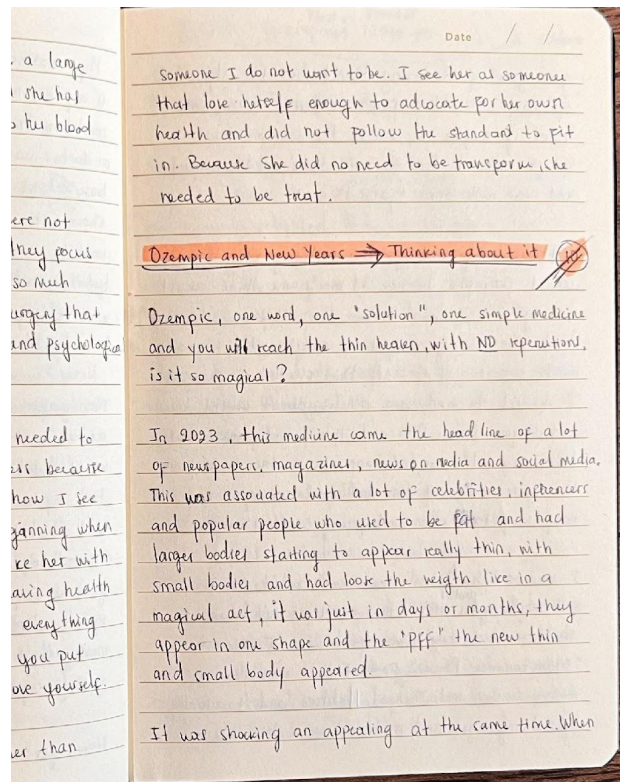 a large
she has
her blood
ere not
they focus
so much
urgery that
and psychological
needed to
because
how I see
ginning when
ke her with
aving health
everything
you put
ove yourself.
er than
Date / /
someone I do not want to be. I see her as someone
that love herself enough to advocate for her own
health and did not follow the standard to fit
in. Because She did no need to be transform, she
needed to be treat.
Ozempic and New Years ⇒ Thinking about it
Ozempic, one word, one "solution", one simple medicine
and you will reach the thin heaven, with NO repercutions,
is it so magical?
In 2023, this medicine came the head line of a lot
of newspapers, magazines, news on media and social media.
This was associated with a lot of celebrities, influencers
and popular people who used to be fat and had
larger bodies starting to appear really thin, with
small bodies and had loose the weigth like in a
magical act, it was just in days or months, they
appear in one shape and the "PFF" the new thin
and small body appeared.
It was shocking an appealing at the same time. When